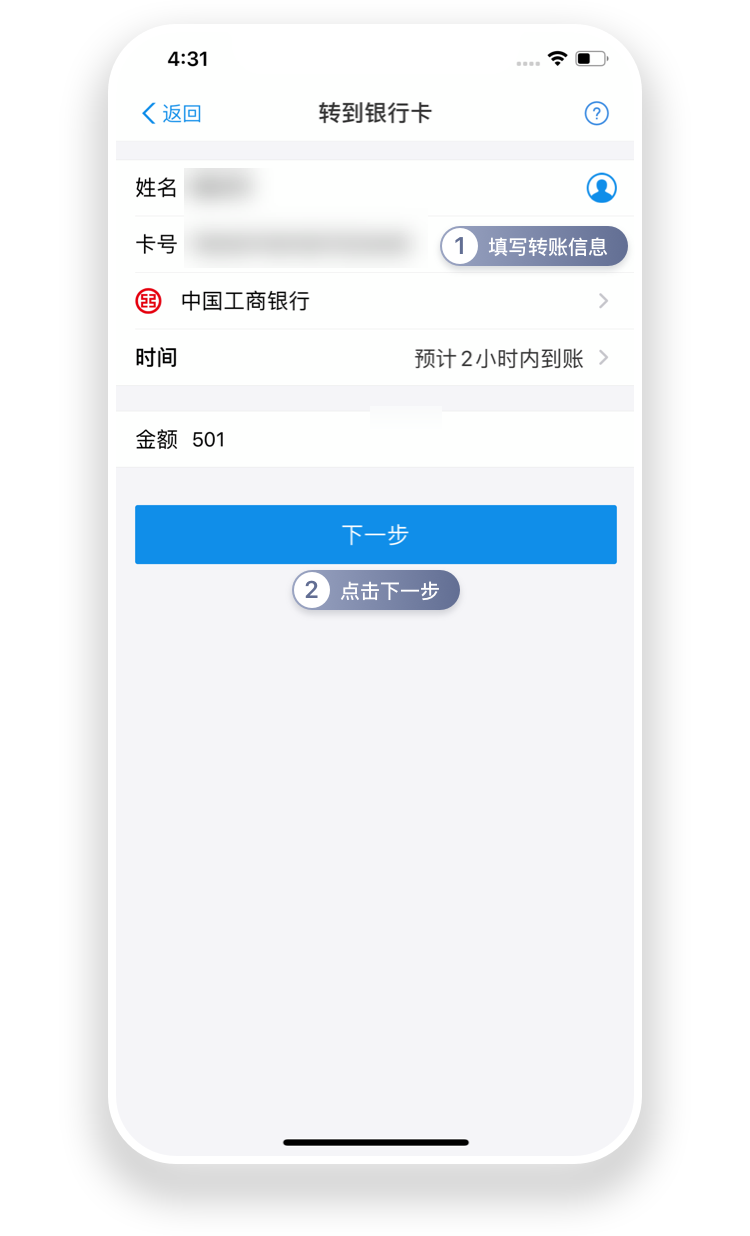 4:31
返回 转到银行卡 ?
姓名
卡号 1 填写转账信息
中国工商银行
时间 预计2小时内到账
金额 501
下一步
2 点击下一步